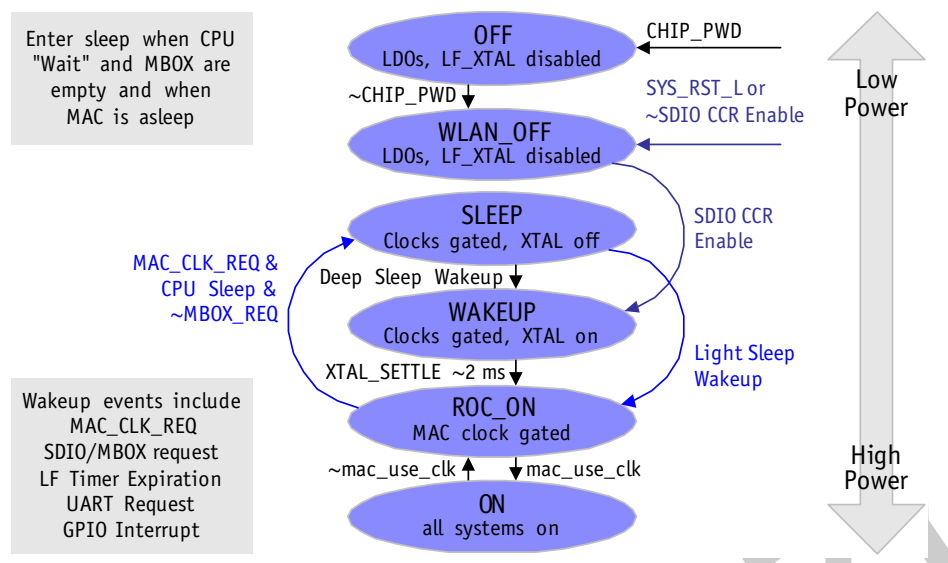 Enter sleep when CPU
"Wait" and MBOX are
empty and when
MAC is asleep
OFF
LDOs, LF_XTAL disabled
CHIP_PWD
~CHIP_PWD
SYS_RST_L or
~SDIO CCR Enable
WLAN_OFF
LDOs, LF_XTAL disabled
Low
Power
SLEEP
Clocks gated, XTAL off
SDIO CCR
Enable
MAC_CLK_REQ &
CPU Sleep &
~MBOX_REQ
Deep Sleep Wakeup
WAKEUP
Clocks gated, XTAL on
XTAL_SETTLE ~2 ms
Light Sleep
Wakeup
ROC_ON
MAC clock gated
~mac_use_clk
mac_use_clk
ON
all systems on
Wakeup events include
MAC_CLK_REQ
SDIO/MBOX request
LF Timer Expiration
UART Request
GPIO Interrupt
High
Power